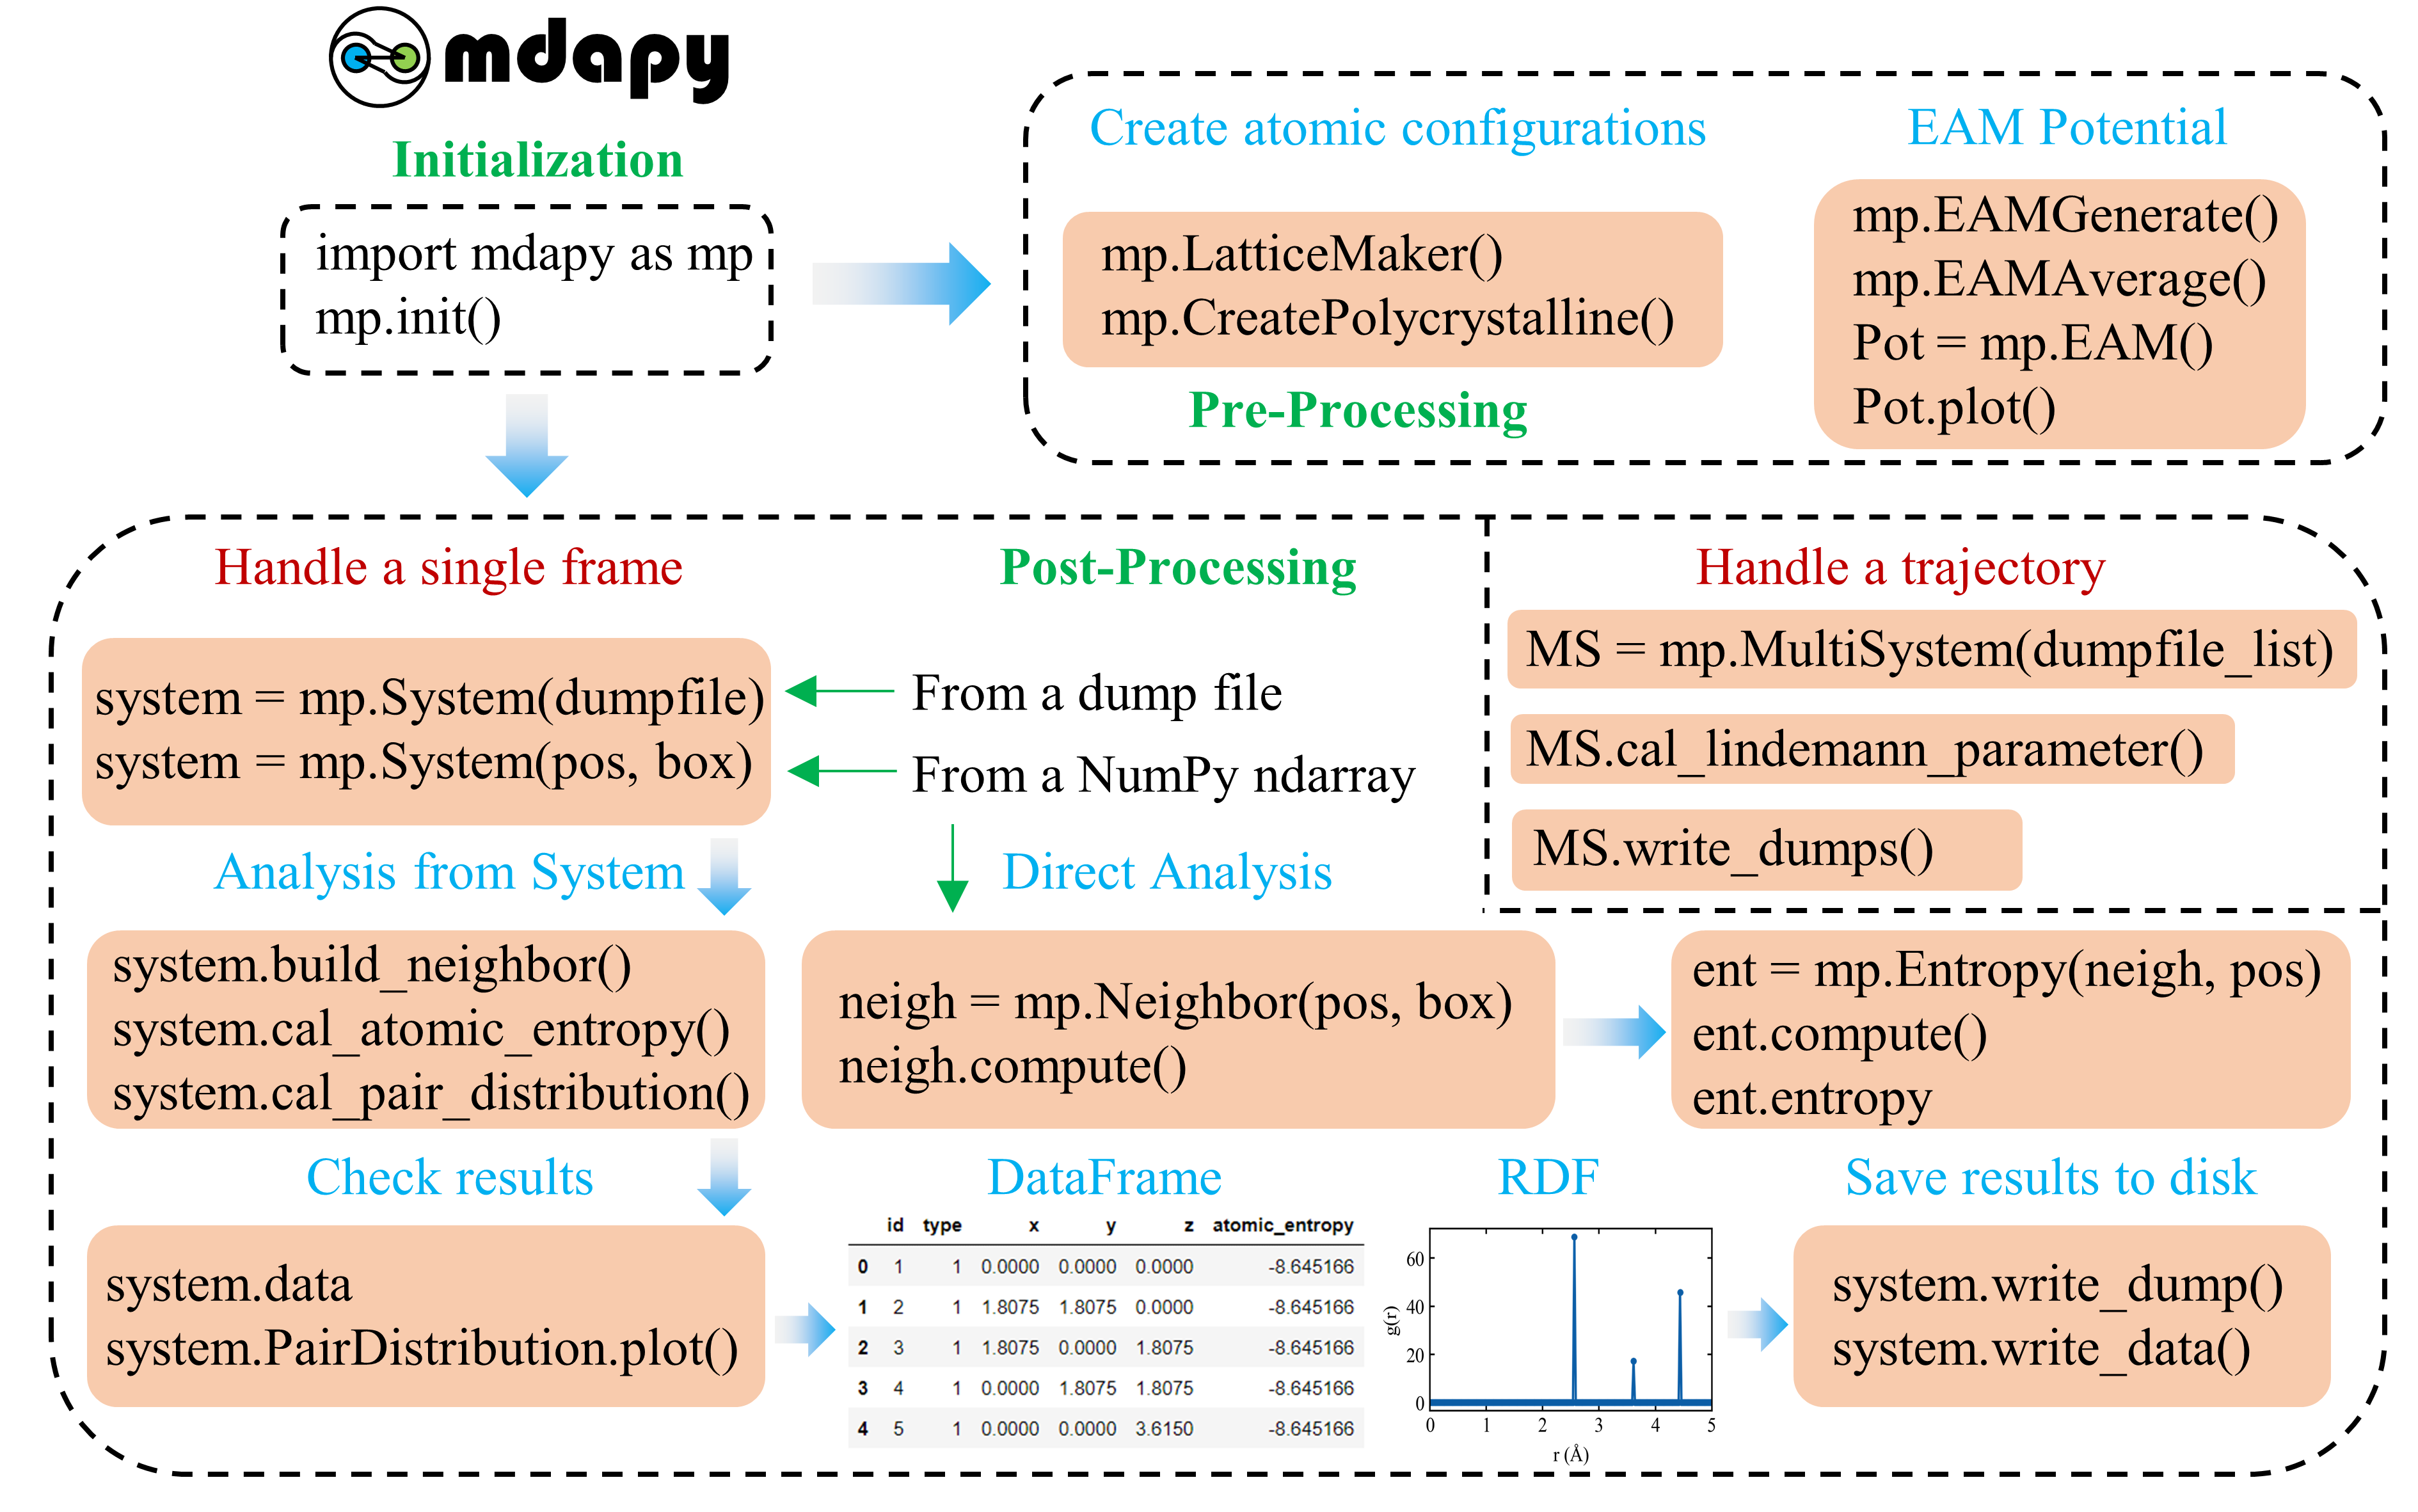 mdapy
Initialization
import mdapy as mp
mp.init()
Create atomic configurations
mp.LatticeMaker()
mp.CreatePolycrystalline()
Pre-Processing
EAM Potential
mp.EAMGenerate()
mp.EAMAverage()
Pot = mp.EAM()
Pot.plot()
Handle a single frame
Post-Processing
system = mp.System(dumpfile)
system = mp.System(pos, box)
From a dump file
From a NumPy ndarray
Handle a trajectory
MS = mp.MultiSystem(dumpfile_list)
MS.cal_lindemann_parameter()
MS.write_dumps()
Analysis from System
Direct Analysis
system.build_neighbor()
system.cal_atomic_entropy()
system.cal_pair_distribution()
neigh = mp.Neighbor(pos, box)
neigh.compute()
ent = mp.Entropy(neigh, pos)
ent.compute()
ent.entropy
Check results
system.data
system.PairDistribution.plot()
DataFrame
id type x y z atomic_entropy
0 1 1 0.0000 0.0000 0.0000 -8.645166
1 2 1 1.8075 1.8075 0.0000 -8.645166
2 3 1 1.8075 0.0000 1.8075 -8.645166
3 4 1 0.0000 1.8075 1.8075 -8.645166
4 5 1 0.0000 0.0000 3.6150 -8.645166
RDF
g(r)
60
40
20
0
0 1 2 3 4 5
r (Å)
Save results to disk
system.write_dump()
system.write_data()